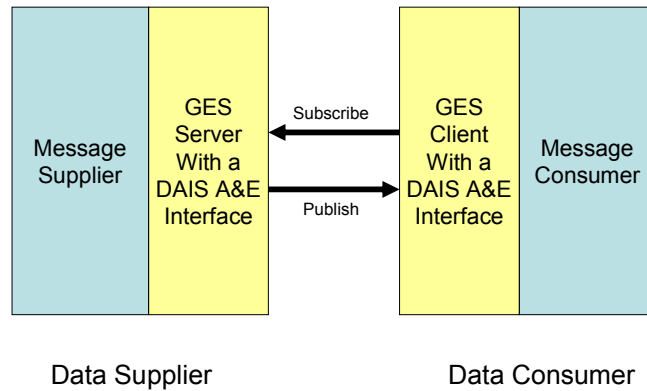 Message
Supplier
GES
Server
With a
DAIS A&E
Interface
Subscribe
Publish
GES
Client
With a
DAIS A&E
Interface
Message
Consumer
Data Supplier
Data Consumer